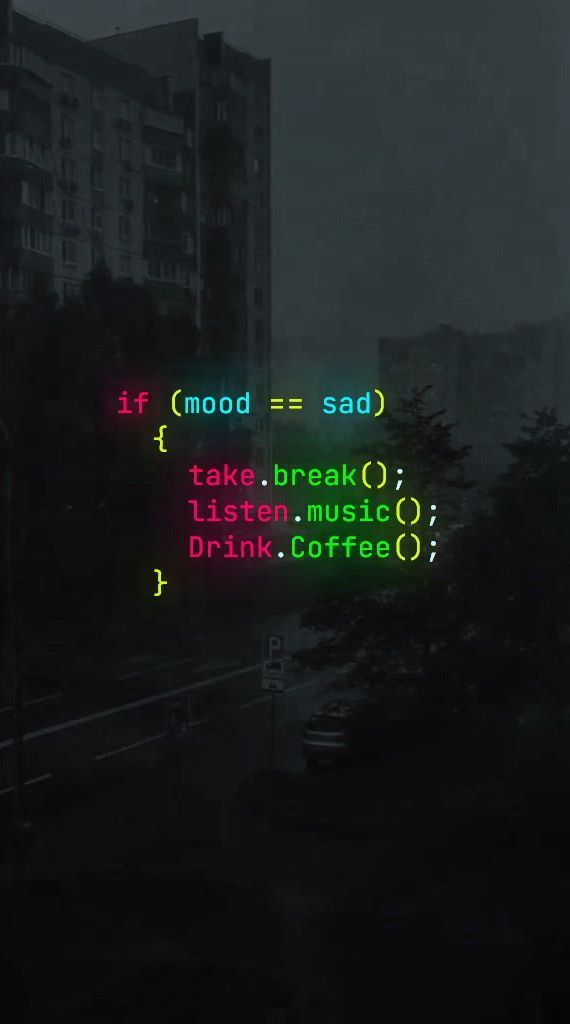 if (mood == sad)
{
take.break();
listen.music();
Drink.Coffee();
}
P